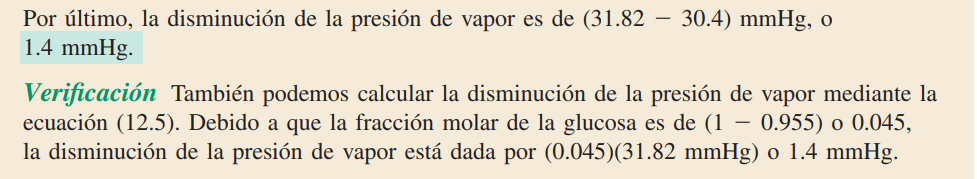 Por último, la disminución de la presión de vapor es de (31.82 − 30.4) mmHg, o
1.4 mmHg.
Verificación También podemos calcular la disminución de la presión de vapor mediante la
ecuación (12.5). Debido a que la fracción molar de la glucosa es de (1 − 0.955) o 0.045,
la disminución de la presión de vapor está dada por (0.045)(31.82 mmHg) o 1.4 mmHg.